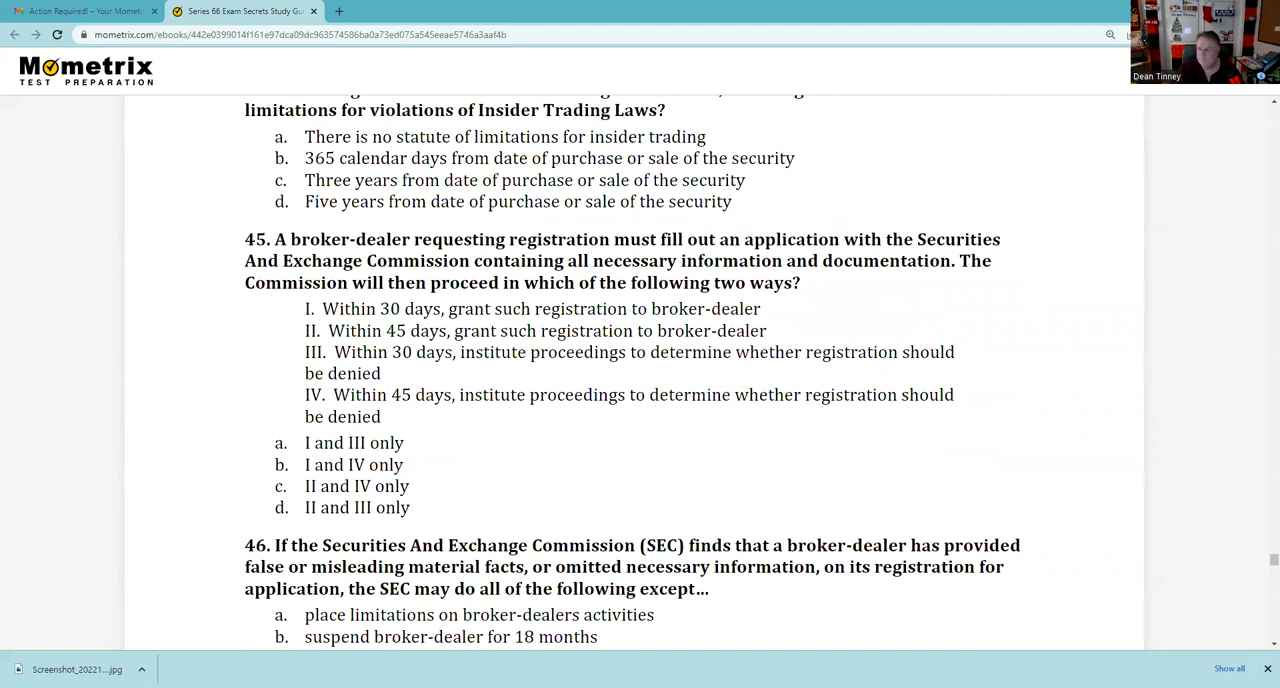 Action Required! – Your Momet
Series 66 Exam Secrets Study Gui
mometrix.com/ebooks/442e0399014f161e97dca09dc963574586ba0a73ed075a545eeae5746a3aaf4b
Mometrix
TEST PREPARATION
Dean Tinney
limitations for violations of Insider Trading Laws?
a. There is no statute of limitations for insider trading
b. 365 calendar days from date of purchase or sale of the security
c. Three years from date of purchase or sale of the security
d. Five years from date of purchase or sale of the security
45. A broker-dealer requesting registration must fill out an application with the Securities
And Exchange Commission containing all necessary information and documentation. The
Commission will then proceed in which of the following two ways?
I. Within 30 days, grant such registration to broker-dealer
II. Within 45 days, grant such registration to broker-dealer
III. Within 30 days, institute proceedings to determine whether registration should
be denied
IV. Within 45 days, institute proceedings to determine whether registration should
be denied
a. I and III only
b. I and IV only
c. II and IV only
d. II and III only
46. If the Securities And Exchange Commission (SEC) finds that a broker-dealer has provided
false or misleading material facts, or omitted necessary information, on its registration for
application, the SEC may do all of the following except...
a. place limitations on broker-dealers activities
b. suspend broker-dealer for 18 months
Screenshot_20221....jpg
Show all